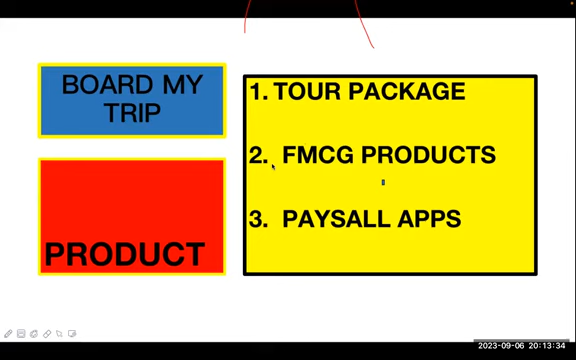 BOARD MY
TRIP
PRODUCT
1. TOUR PACKAGE
2. FMCG PRODUCTS
3. PAYSALL APPS
2023-09-06 20:13:34